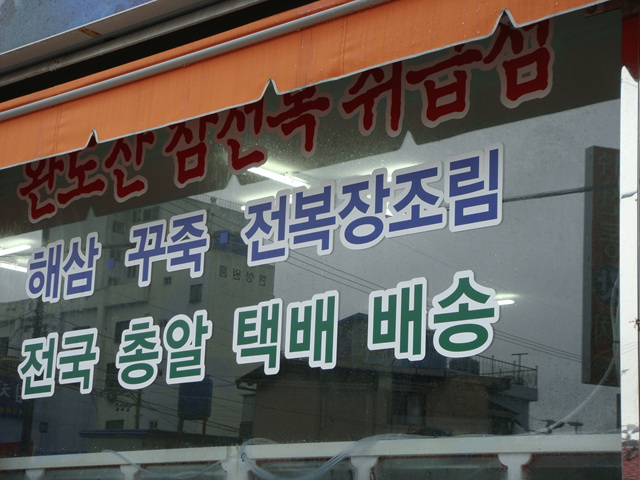 완도산 삼전복 취급점
해삼 꾸죽 전복장조림
전국 총알 택배 배송